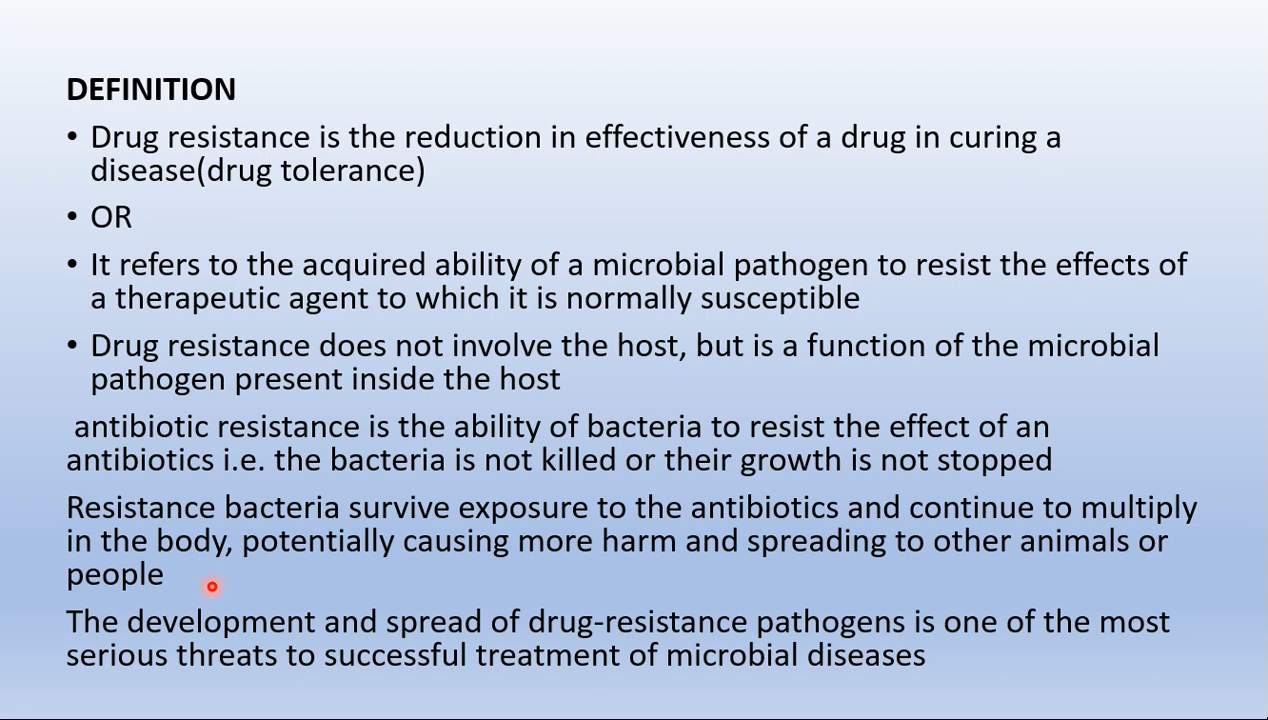 DEFINITION
• Drug resistance is the reduction in effectiveness of a drug in curing a
disease(drug tolerance)
• OR
• It refers to the acquired ability of a microbial pathogen to resist the effects of
a therapeutic agent to which it is normally susceptible
• Drug resistance does not involve the host, but is a function of the microbial
pathogen present inside the host
antibiotic resistance is the ability of bacteria to resist the effect of an
antibiotics i.e. the bacteria is not killed or their growth is not stopped
Resistance bacteria survive exposure to the antibiotics and continue to multiply
in the body, potentially causing more harm and spreading to other animals or
people
The development and spread of drug-resistance pathogens is one of the most
serious threats to successful treatment of microbial diseases